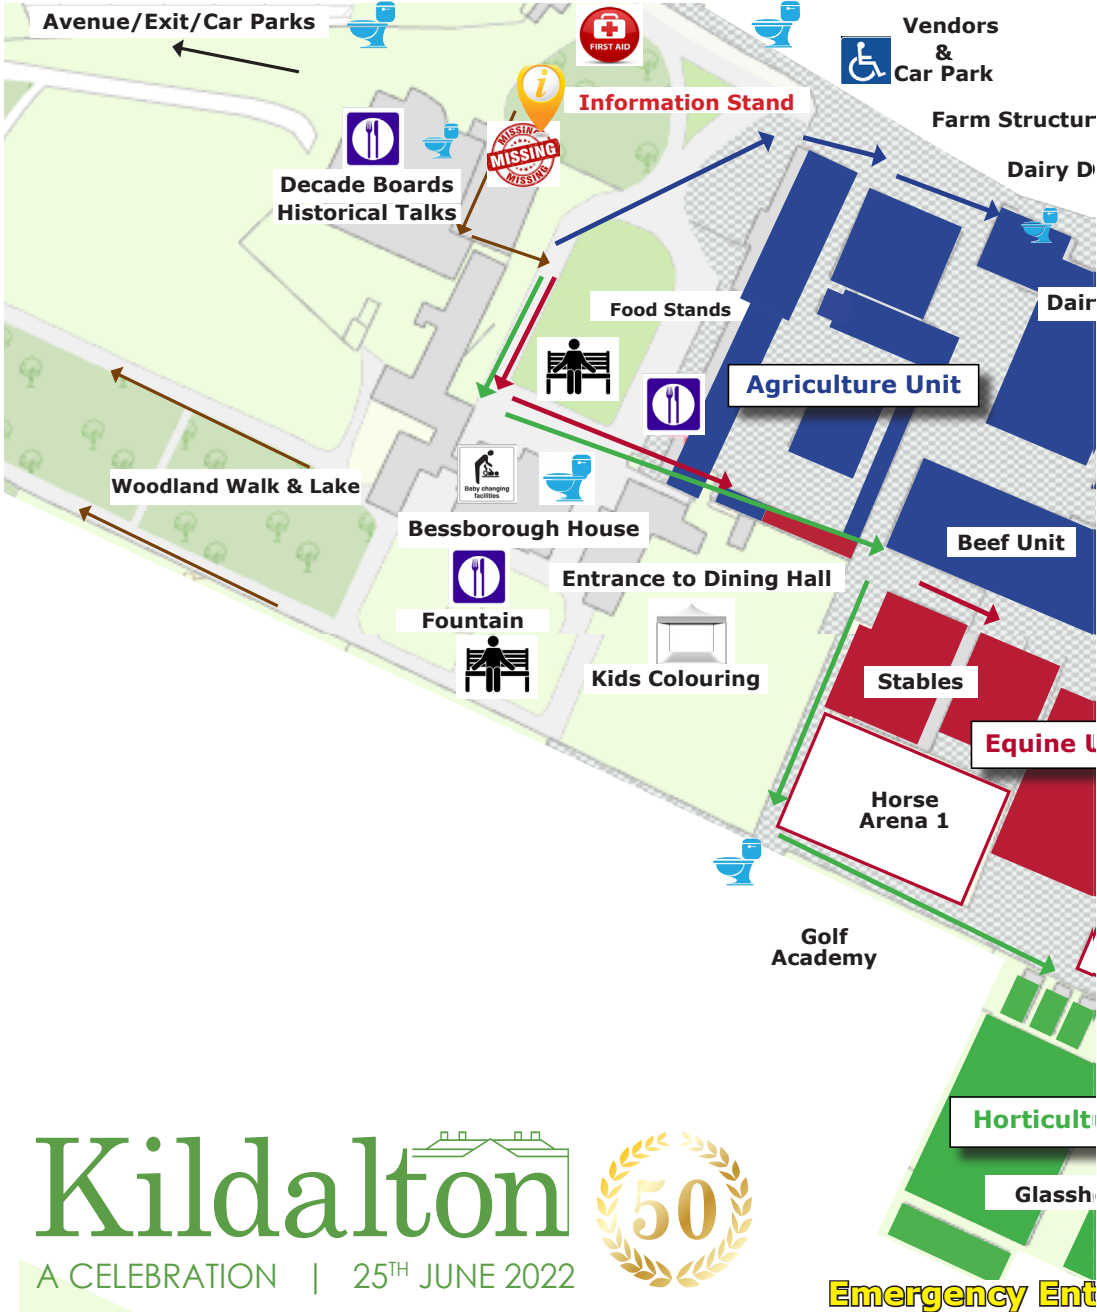 Avenue/Exit/Car Parks
FIRST AID
Vendors
&
Car Park
Information Stand
Farm Structur
MISSING
MISSING
MISSING
Dairy D
Decade Boards
Historical Talks
Food Stands
Dair
Agriculture Unit
Baby changing
facilities
Woodland Walk & Lake
Bessborough House
Beef Unit
Entrance to Dining Hall
Fountain
Kids Colouring
Stables
Equine U
Horse
Arena 1
Golf
Academy
Horticultu
Glassh
Kildalton
50
A CELEBRATION | 25TH JUNE 2022
Emergency Ent